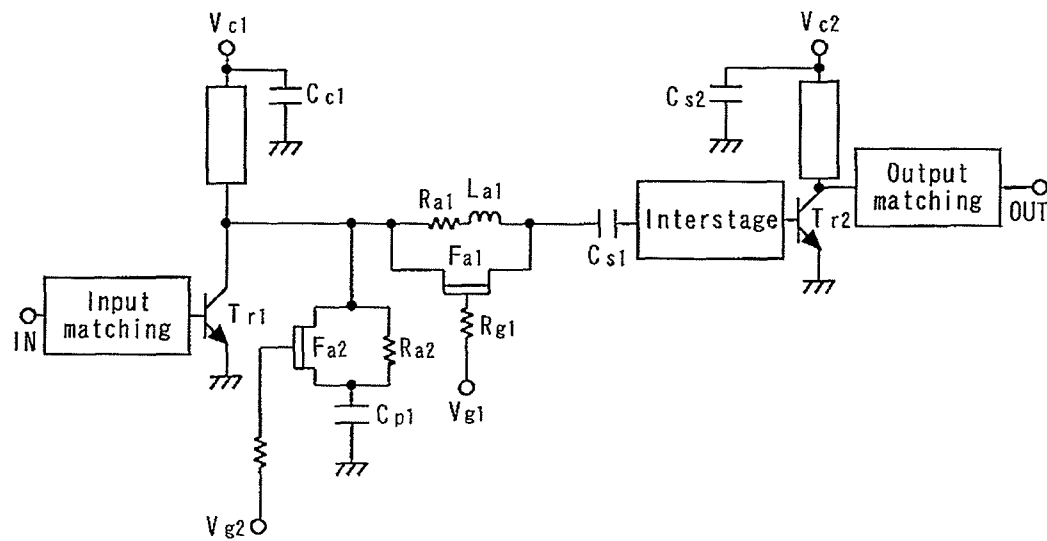 Vc1
Cc1
Vc2
Cs2
Ra1
La1
Fa1
Rg1
Vg1
Cs1
Interstage
Tr2
Output
matching
OUT
Input
matching
IN
Tr1
Fa2
Ra2
Cp1
Vg2